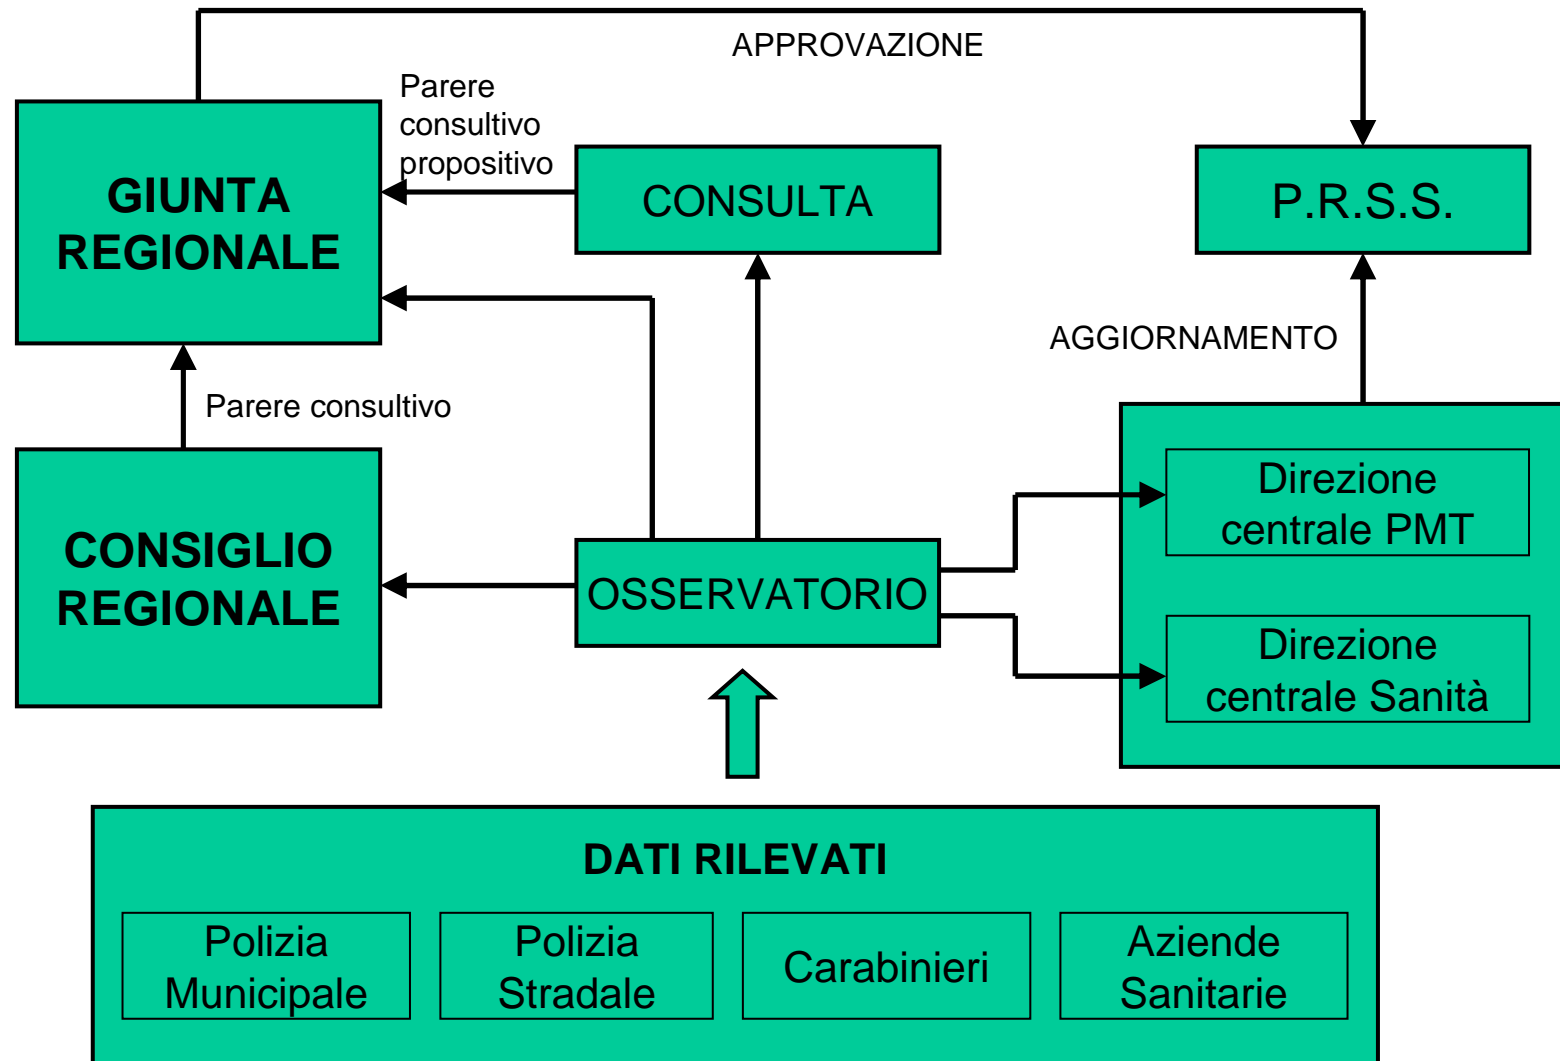 APPROVAZIONE
Parere
consultivo
propositivo
GIUNTA
REGIONALE
CONSULTA
P.R.S.S.
AGGIORNAMENTO
Parere consultivo
CONSIGLIO
REGIONALE
OSSERVATORIO
Direzione
centrale PMT
Direzione
centrale Sanità
DATI RILEVATI
Polizia
Municipale
Polizia
Stradale
Carabinieri
Aziende
Sanitarie